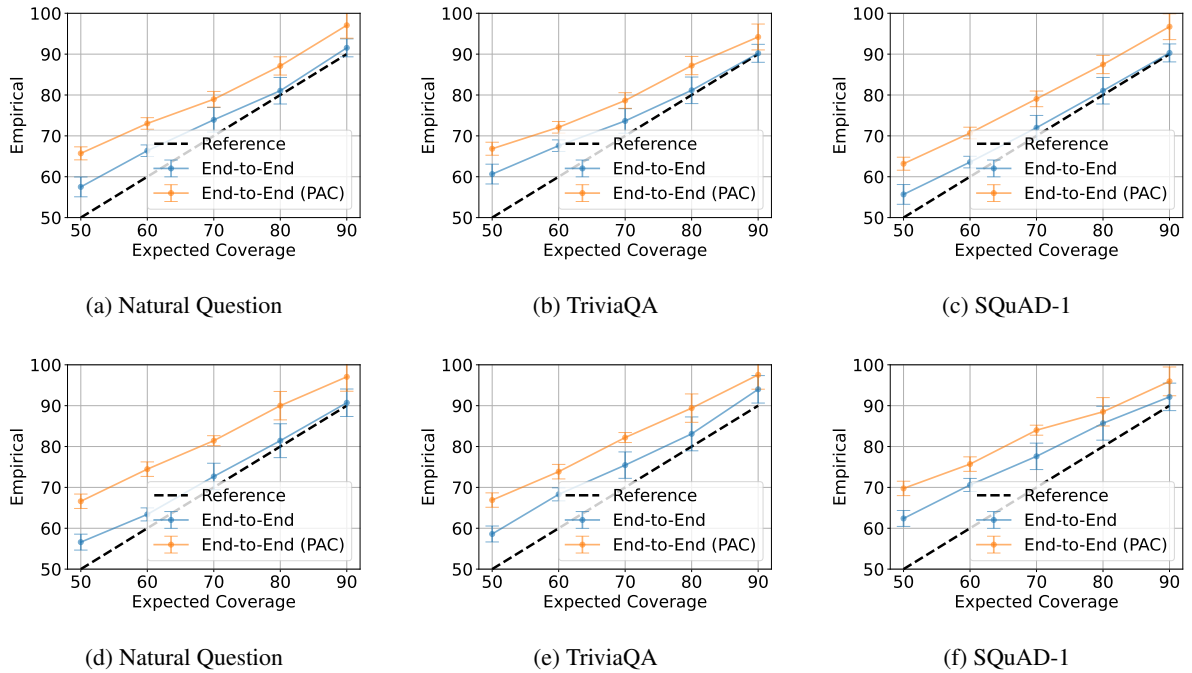 100
90
80
70
60
50
Empirical
50 60 70 80 90
Expected Coverage
Reference
End-to-End
End-to-End (PAC)
(a) Natural Question
100
90
80
70
60
50
Empirical
50 60 70 80 90
Expected Coverage
Reference
End-to-End
End-to-End (PAC)
(b) TriviaQA
100
90
80
70
60
50
Empirical
50 60 70 80 90
Expected Coverage
Reference
End-to-End
End-to-End (PAC)
(c) SQuAD-1
100
90
80
70
60
50
Empirical
50 60 70 80 90
Expected Coverage
Reference
End-to-End
End-to-End (PAC)
(d) Natural Question
100
90
80
70
60
50
Empirical
50 60 70 80 90
Expected Coverage
Reference
End-to-End
End-to-End (PAC)
(e) TriviaQA
100
90
80
70
60
50
Empirical
50 60 70 80 90
Expected Coverage
Reference
End-to-End
End-to-End (PAC)
(f) SQuAD-1